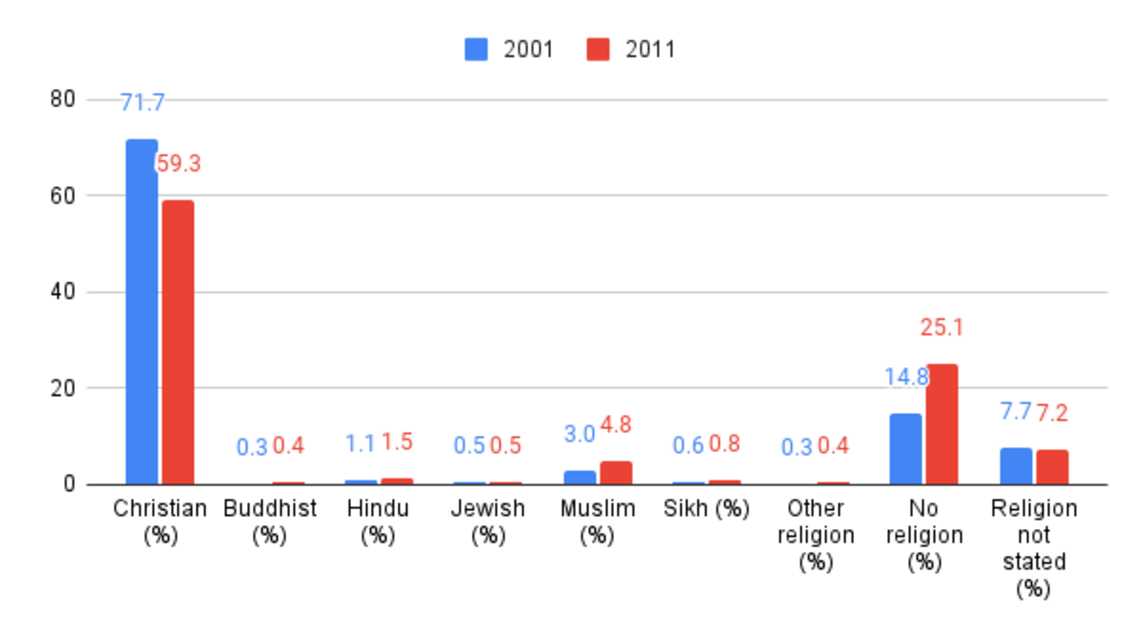 2001 2011
80
60
40
20
0
71.7 59.3 0.3 0.4 1.1 1.5 0.5 0.5 3.0 4.8 0.6 0.8 0.3 0.4 14.8 25.1 7.7 7.2
Christian (%)
Buddhist (%)
Hindu (%)
Jewish (%)
Muslim (%)
Sikh (%)
Other religion (%)
No religion (%)
Religion not stated (%)